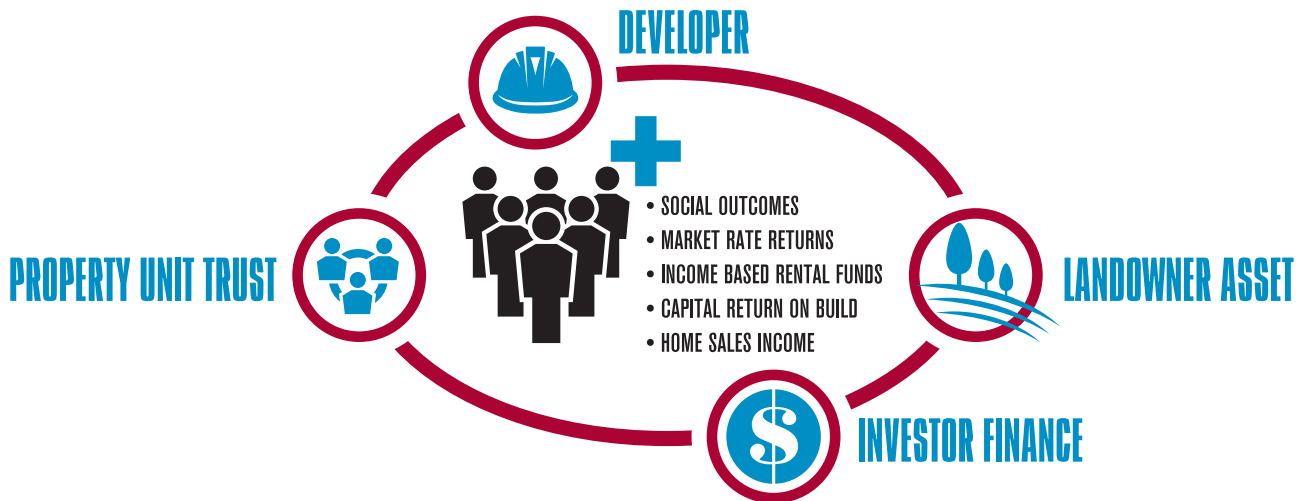 DEVELOPER
• SOCIAL OUTCOMES
• MARKET RATE RETURNS
• INCOME BASED RENTAL FUNDS
• CAPITAL RETURN ON BUILD
• HOME SALES INCOME
PROPERTY UNIT TRUST
LANDOWNER ASSET
$
INVESTOR FINANCE